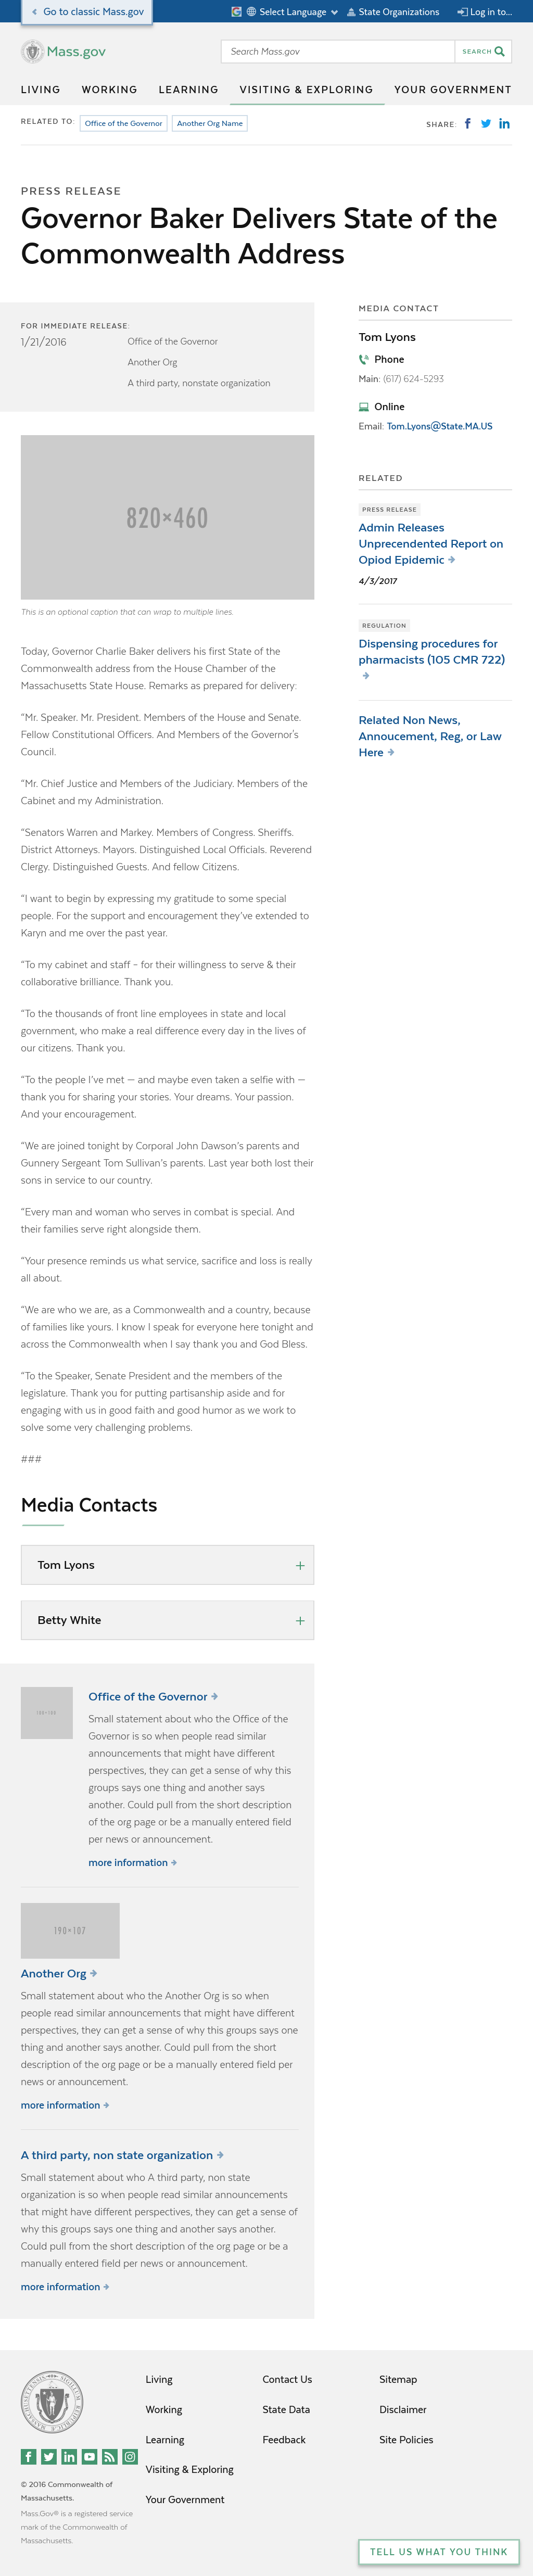 Go to classic Mass.gov
Select Language
State Organizations
Log in to...
Mass.gov
Search Mass.gov
SEARCH
LIVING
WORKING
LEARNING
VISITING & EXPLORING
YOUR GOVERNMENT
RELATED TO:
Office of the Governor
Another Org Name
SHARE:
PRESS RELEASE
Governor Baker Delivers State of the
Commonwealth Address
FOR IMMEDIATE RELEASE:
1/21/2016
Office of the Governor
Another Org
A third party, nonstate organization
820×460
This is an optional caption that can wrap to multiple lines.
Today, Governor Charlie Baker delivers his first State of the
Commonwealth address from the House Chamber of the
Massachusetts State House. Remarks as prepared for delivery:
“Mr. Speaker. Mr. President. Members of the House and Senate.
Fellow Constitutional Officers. And Members of the Governor's
Council.
“Mr. Chief Justice and Members of the Judiciary. Members of the
Cabinet and my Administration.
“Senators Warren and Markey. Members of Congress. Sheriffs.
District Attorneys. Mayors. Distinguished Local Officials. Reverend
Clergy. Distinguished Guests. And fellow Citizens.
“I want to begin by expressing my gratitude to some special
people. For the support and encouragement they’ve extended to
Karyn and me over the past year.
“To my cabinet and staff – for their willingness to serve & their
collaborative brilliance. Thank you.
“To the thousands of front line employees in state and local
government, who make a real difference every day in the lives of
our citizens. Thank you.
“To the people I’ve met — and maybe even taken a selfie with —
thank you for sharing your stories. Your dreams. Your passion.
And your encouragement.
“We are joined tonight by Corporal John Dawson’s parents and
Gunnery Sergeant Tom Sullivan’s parents. Last year both lost their
sons in service to our country.
“Every man and woman who serves in combat is special. And
their families serve right alongside them.
“Your presence reminds us what service, sacrifice and loss is really
all about.
“We are who we are, as a Commonwealth and a country, because
of families like yours. I know I speak for everyone here tonight and
across the Commonwealth when I say thank you and God Bless.
“To the Speaker, Senate President and the members of the
legislature. Thank you for putting partisanship aside and for
engaging with us in good faith and good humor as we work to
solve some very challenging problems.
###
Media Contacts
Tom Lyons
Betty White
MEDIA CONTACT
Tom Lyons
Phone
Main: (617) 624-5293
Online
Email: Tom.Lyons@State.MA.US
RELATED
PRESS RELEASE
Admin Releases
Unprecendented Report on
Opiod Epidemic
4/3/2017
REGULATION
Dispensing procedures for
pharmacists (105 CMR 722)
Related Non News,
Annoucement, Reg, or Law
Here
Office of the Governor
Small statement about who the Office of the
Governor is so when people read similar
announcements that might have different
perspectives, they can get a sense of why this
groups says one thing and another says
another. Could pull from the short description
of the org page or be a manually entered field
per news or announcement.
more information
190×107
Another Org
Small statement about who the Another Org is so when
people read similar announcements that might have different
perspectives, they can get a sense of why this groups says one
thing and another says another. Could pull from the short
description of the org page or be a manually entered field per
news or announcement.
more information
A third party, non state organization
Small statement about who A third party, non state
organization is so when people read similar announcements
that might have different perspectives, they can get a sense of
why this groups says one thing and another says another.
Could pull from the short description of the org page or be a
manually entered field per news or announcement.
more information
Living
Working
Learning
Visiting & Exploring
Your Government
Contact Us
State Data
Feedback
Sitemap
Disclaimer
Site Policies
© 2016 Commonwealth of
Massachusetts.
Mass.Gov® is a registered service
mark of the Commonwealth of
Massachusetts.
TELL US WHAT YOU THINK